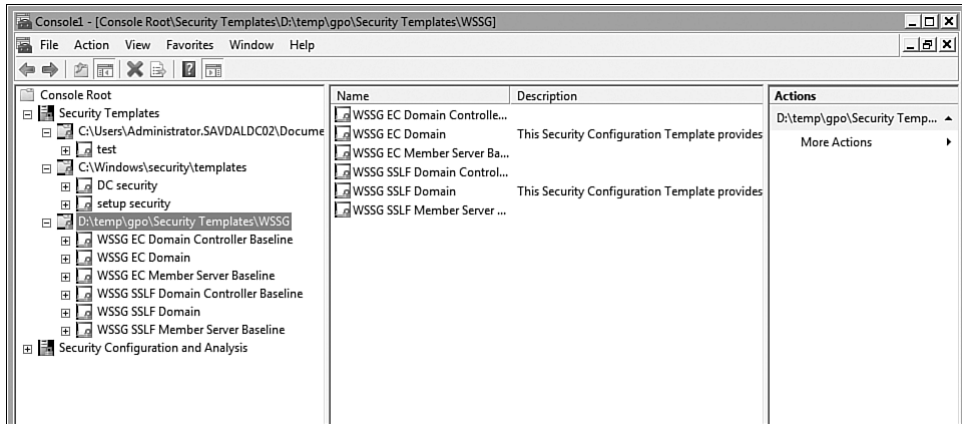 Console1 - [Console Root\Security Templates\D:\temp\gpo\Security Templates\WSSG]
File Action View Favorites Window Help
Console Root
Security Templates
C:\Users\Administrator.SAVDALDC02\Docume
test
C:\Windows\security\templates
DC security
setup security
D:\temp\gpo\Security Templates\WSSG
WSSG EC Domain Controller Baseline
WSSG EC Domain
WSSG EC Member Server Baseline
WSSG SSLF Domain Controller Baseline
WSSG SSLF Domain
WSSG SSLF Member Server Baseline
Security Configuration and Analysis
Name Description
WSSG EC Domain Controlle...
WSSG EC Domain This Security Configuration Template provides
WSSG EC Member Server Ba...
WSSG SSLF Domain Control...
WSSG SSLF Domain This Security Configuration Template provides
WSSG SSLF Member Server ...
Actions
D:\temp\gpo\Security Temp...
More Actions